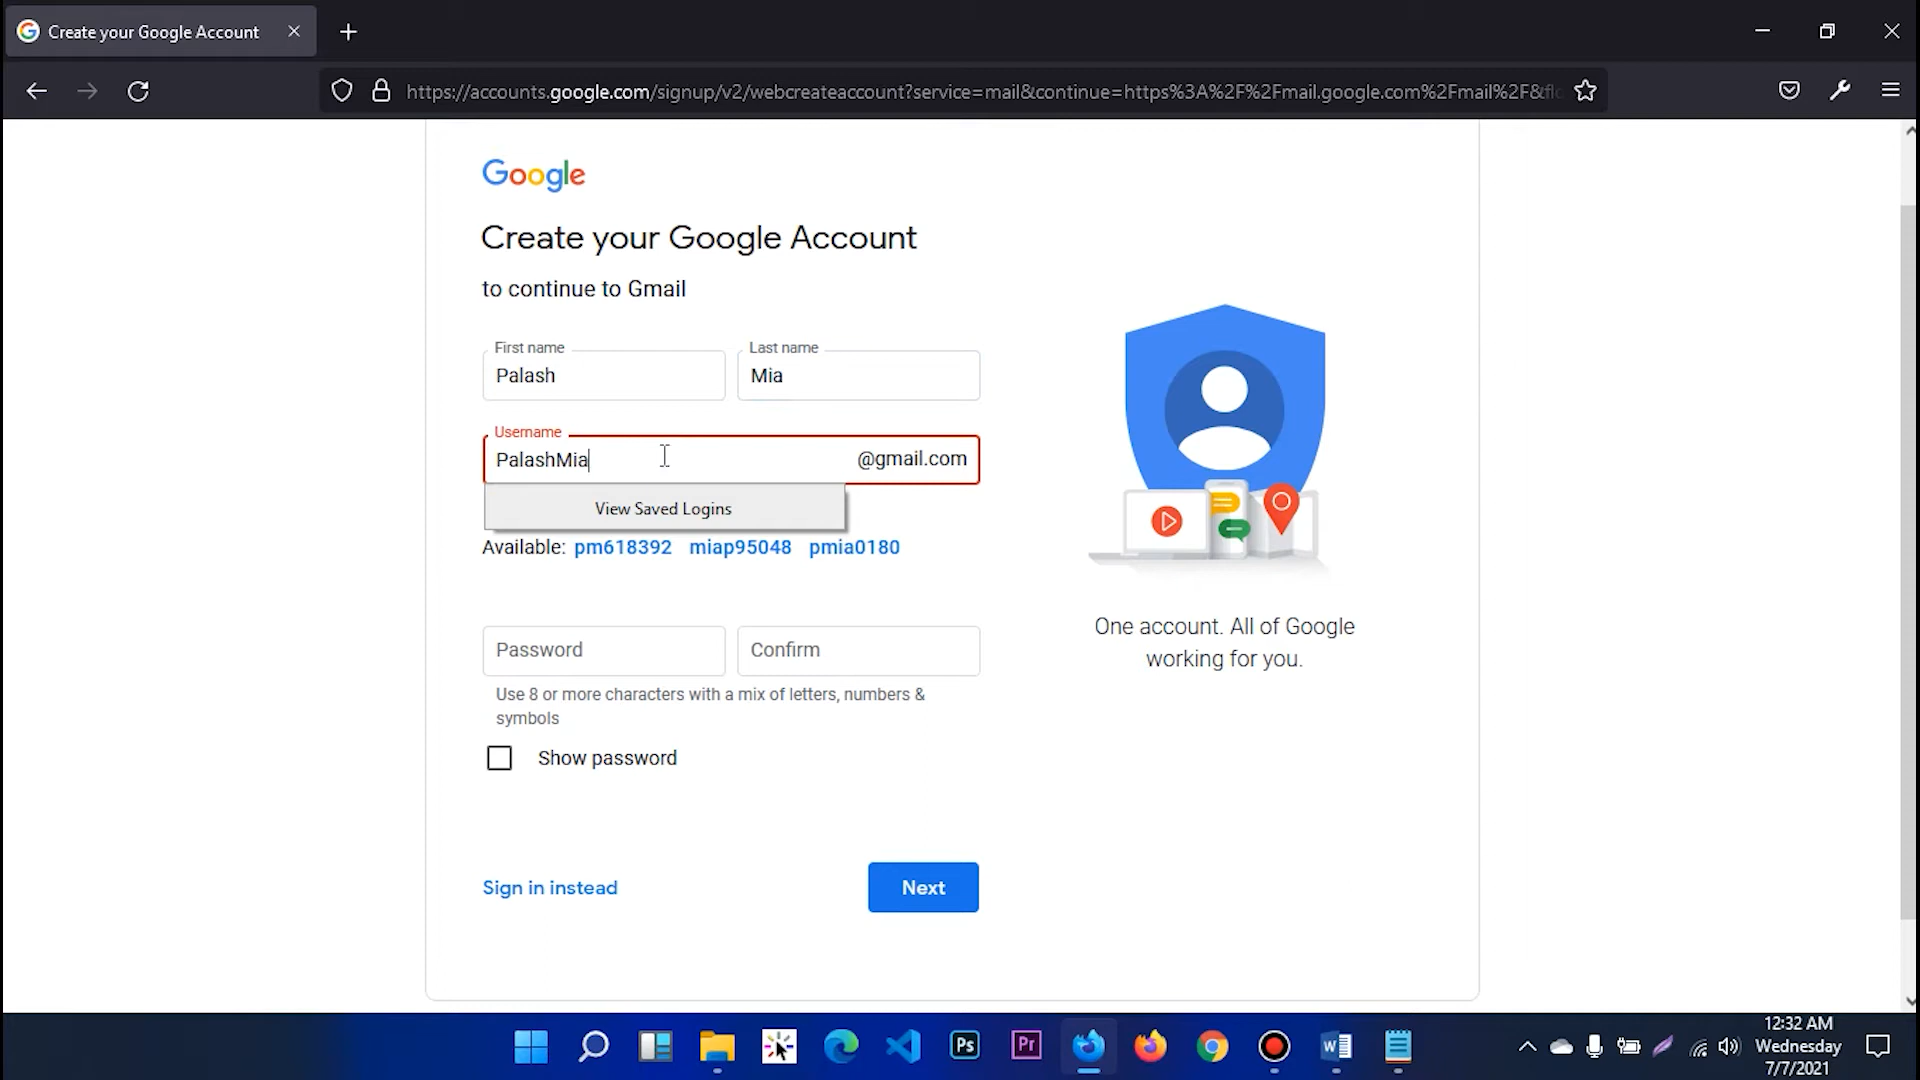 Create your Google Account
https://accounts.google.com/signup/v2/webcreateaccount?service=mail&continue=https%3A%2F%2Fmail.google.com%2Fmail%2F&flo
Google
Create your Google Account
to continue to Gmail
First name
Last name
Palash
Mia
Username
PalashMia
@gmail.com
View Saved Logins
Available: pm618392 miap95048 pmia0180
Password
Confirm
Use 8 or more characters with a mix of letters, numbers &
symbols
Show password
Sign in instead
Next
One account. All of Google
working for you.
Ps
Pr
W
12:32 AM
Wednesday
7/7/2021